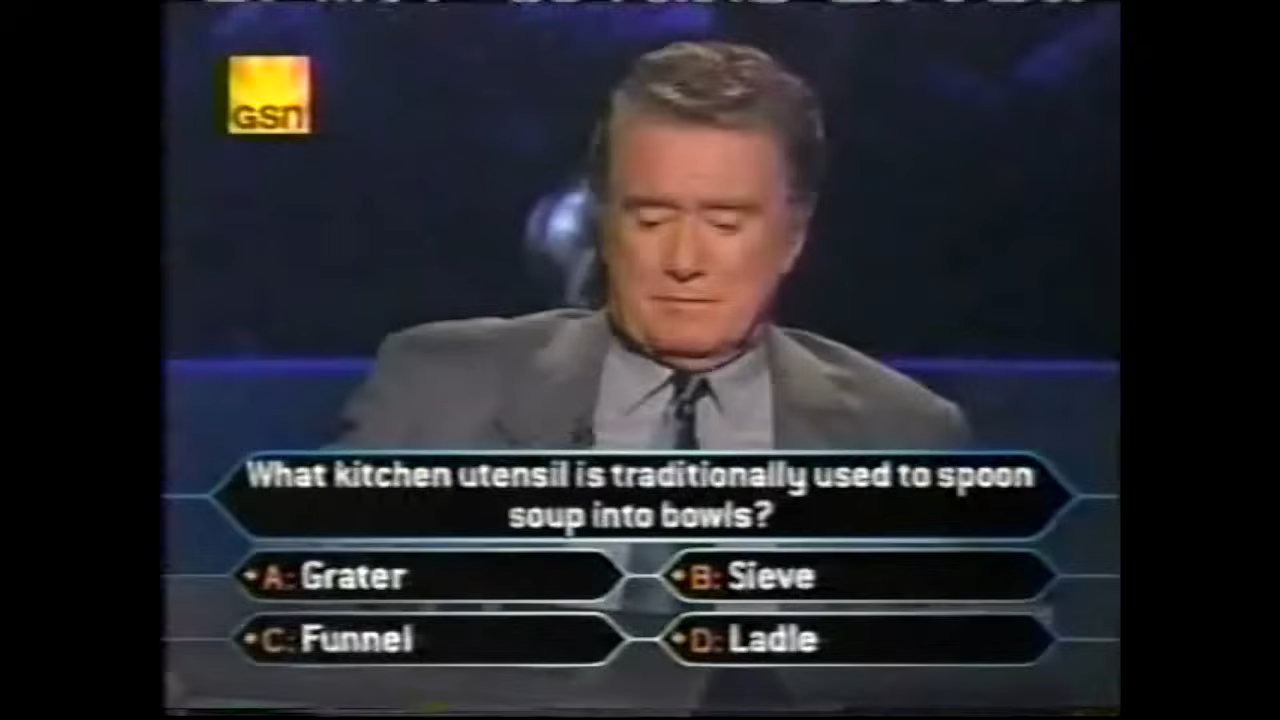 GSN
What kitchen utensil is traditionally used to spoon
soup into bowls?
A: Grater
B: Sieve
C: Funnel
D: Ladle